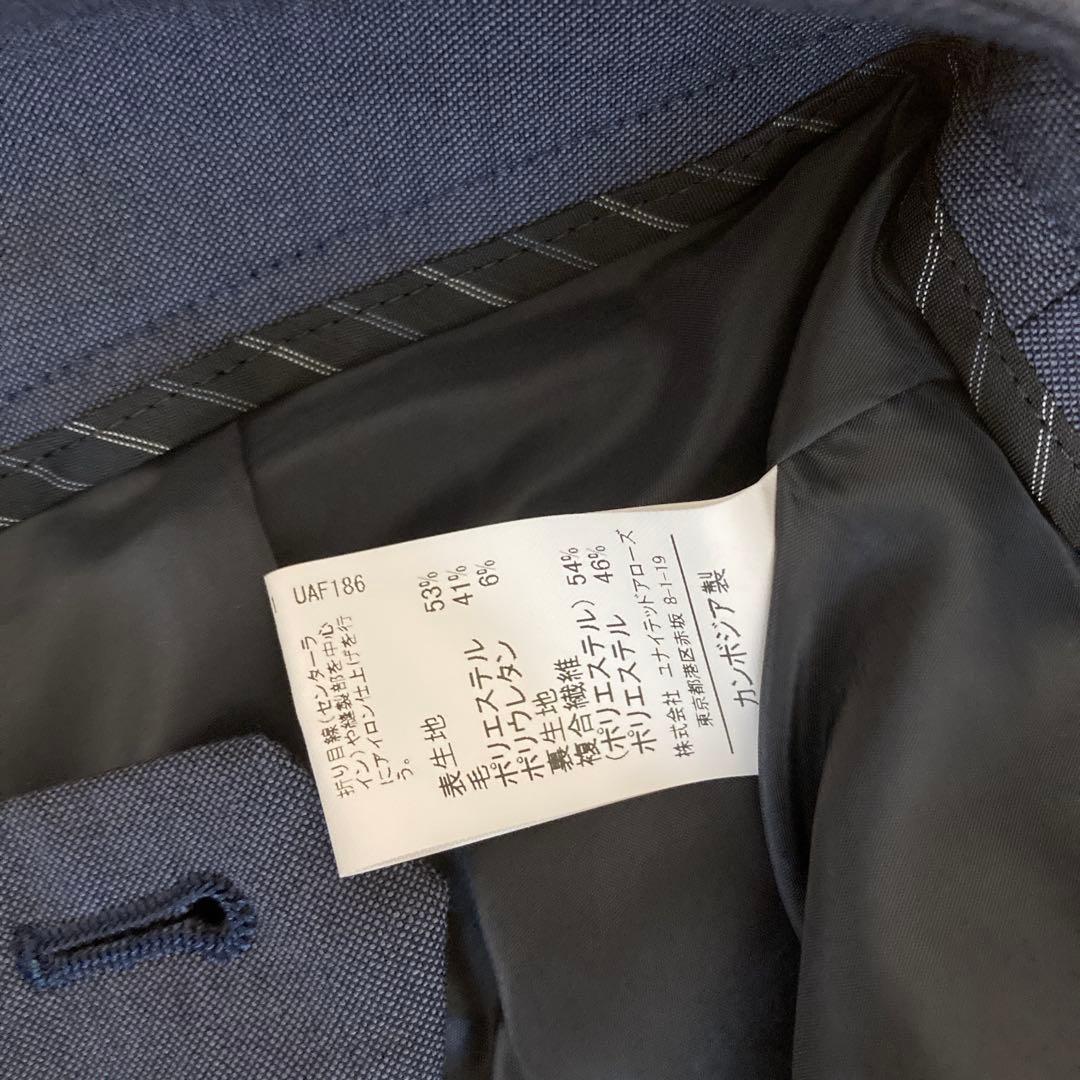 UAF186
折り目線(センターラ
イン)や縫製部を中心
にアイロン仕上げを行
う。
表生地
毛 53%
ポリエステル 41%
ポリウレタン 6%
裏生地
複合繊維
(ポリエステル) 54%
ポリエステル 46%
株式会社 ユナイテッドアローズ
東京都港区赤坂 8-1-19
カンボジア製